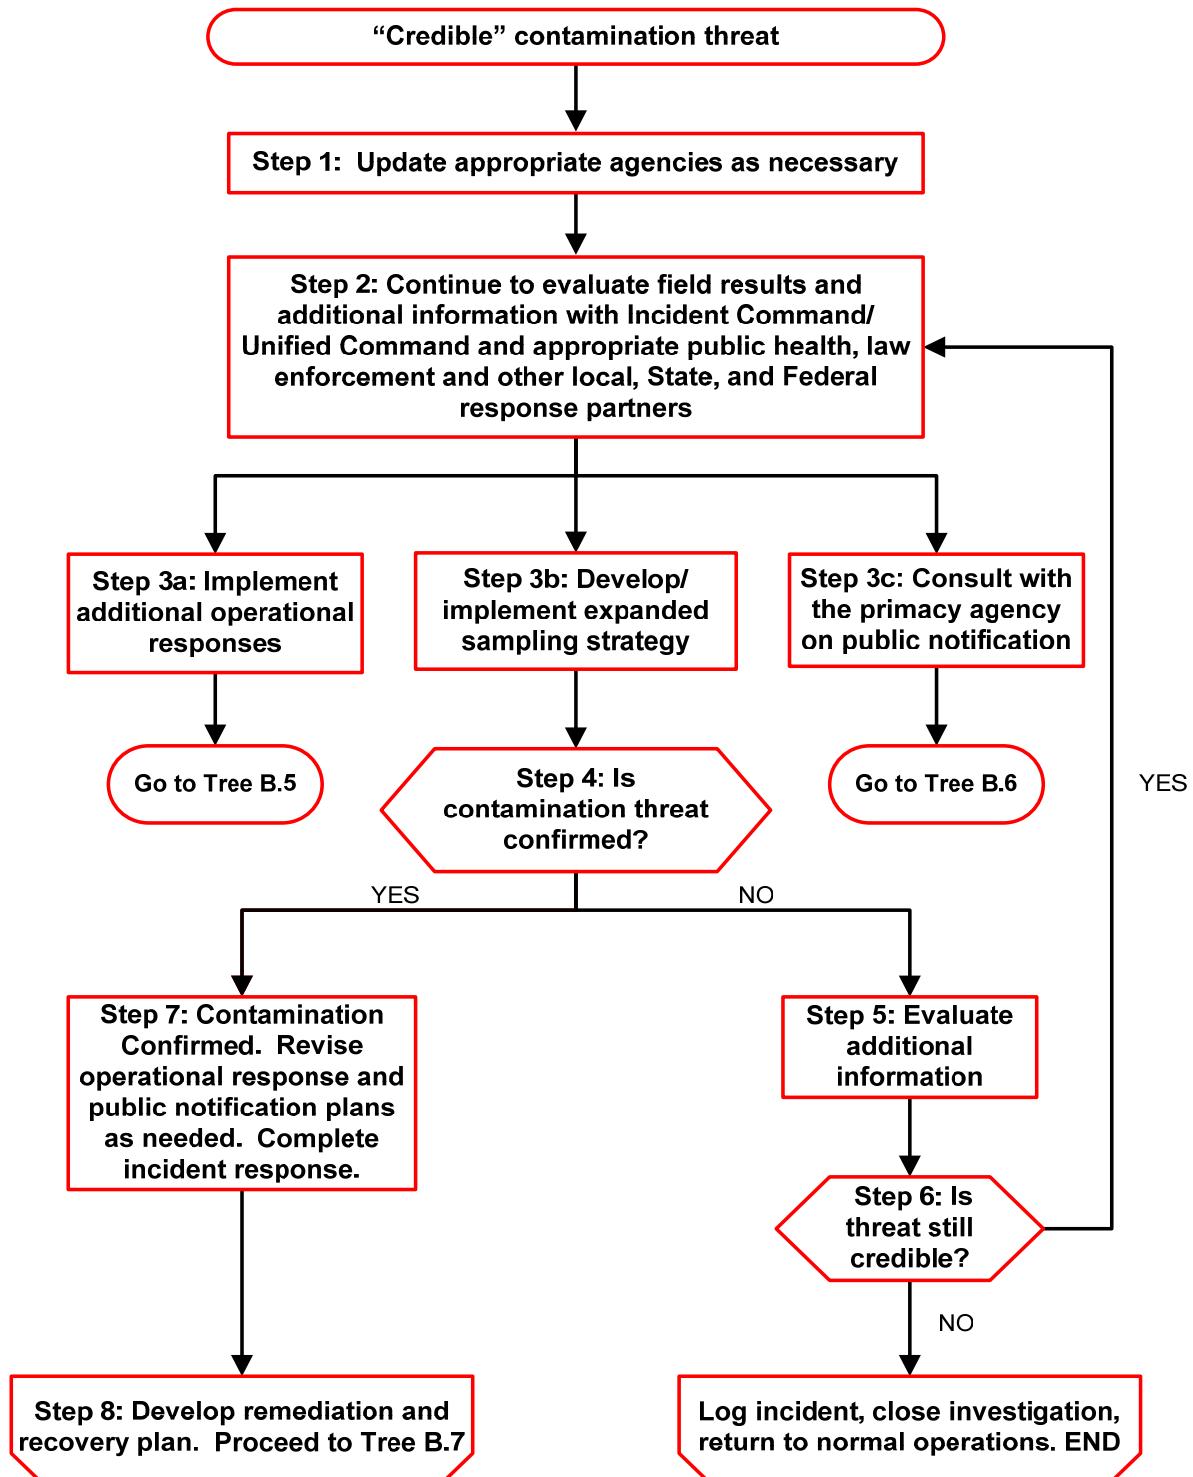 “Credible” contamination threat
Step 1:  Update appropriate agencies as necessary
Step 2: Continue to evaluate field results and
additional information with Incident Command/
Unified Command and appropriate public health, law
enforcement and other local, State, and Federal
response partners
Step 3a: Implement
additional operational
responses
Step 3b: Develop/
implement expanded
sampling strategy
Step 3c: Consult with
the primacy agency
on public notification
Go to Tree B.5
Step 4: Is
contamination threat
confirmed?
Go to Tree B.6
YES
YES
NO
Step 7: Contamination
Confirmed.  Revise
operational response and
public notification plans
as needed.  Complete
incident response.
Step 5: Evaluate
additional
information
Step 6: Is
threat still
credible?
NO
Step 8: Develop remediation and
recovery plan.  Proceed to Tree B.7
Log incident, close investigation,
return to normal operations. END